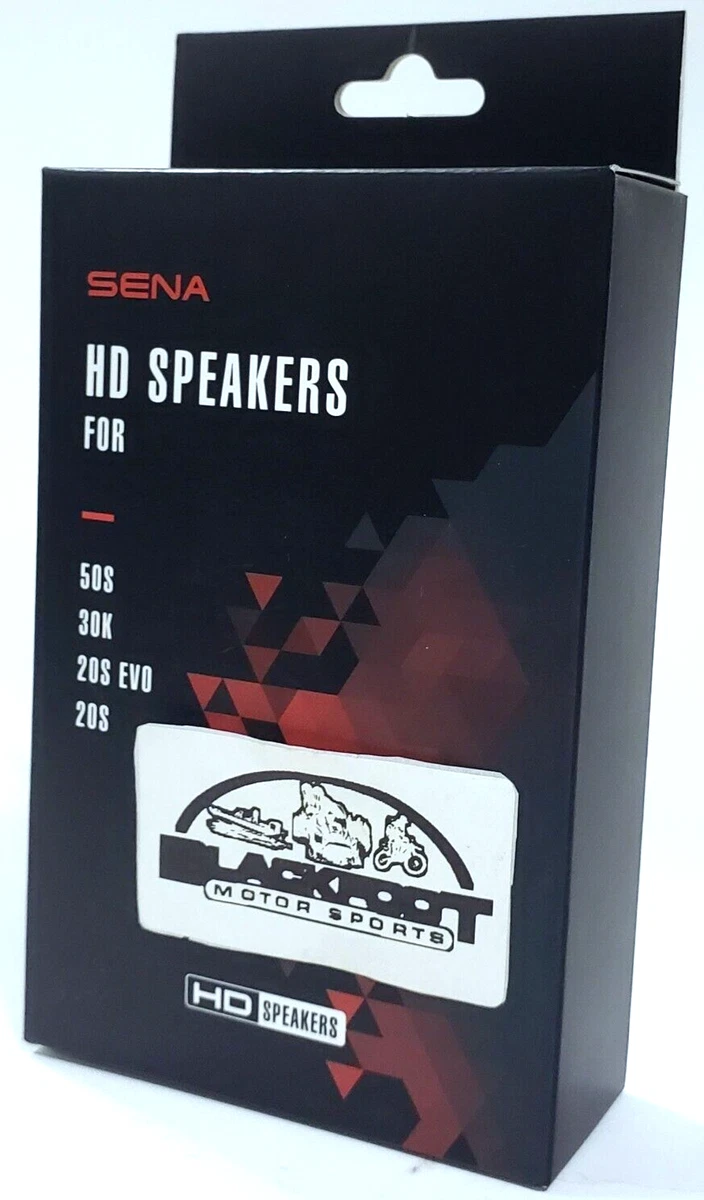 SENA
HD SPEAKERS
FOR
50S
30K
20S EVO
20S
BLACKFOOT
MOTOR SPORTS
HD SPEAKERS